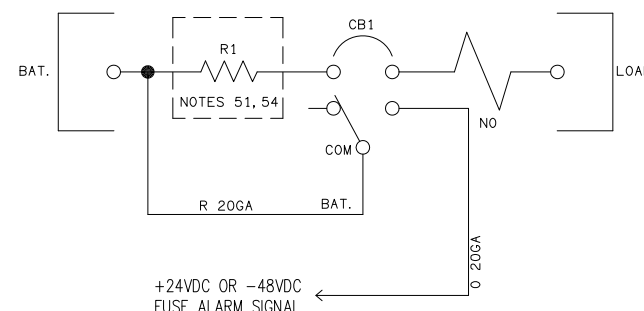 CB1
R1
BAT.
LOA
NOTES 51, 54
NO
COM
R 20GA
BAT.
O 20GA
+24VDC OR -48VDC
FUSE ALARM SIGNAL